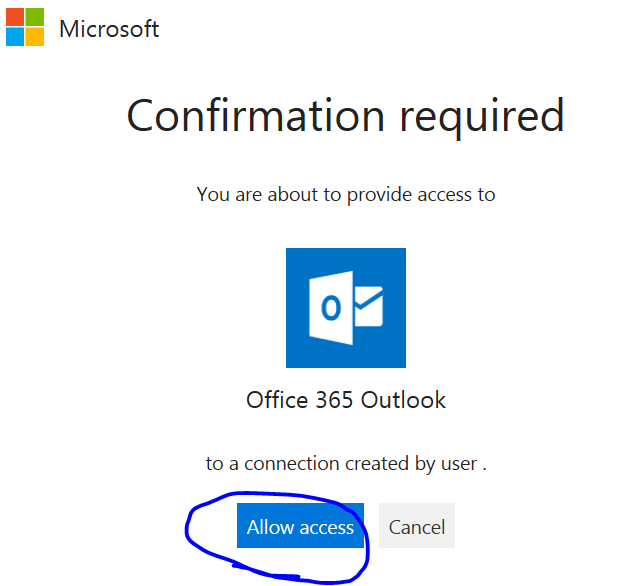 Microsoft
Confirmation required
You are about to provide access to
O
Office 365 Outlook
to a connection created by user .
Allow access
Cancel